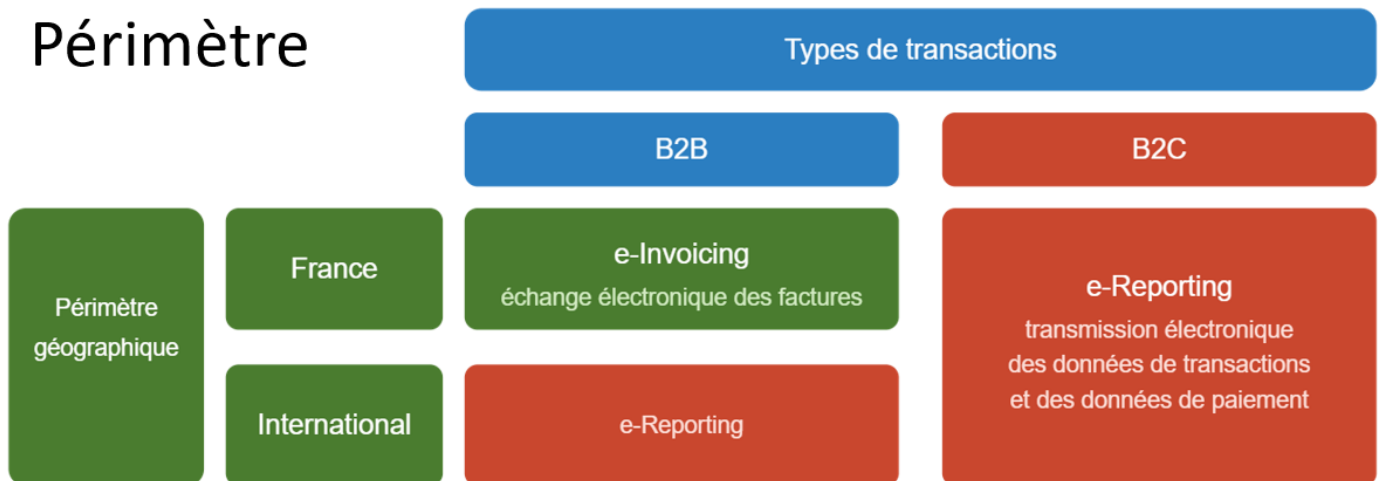 Périmètre
Types de transactions
B2B
B2C
Périmètre
géographique
France
e-Invoicing
échange électronique des factures
e-Reporting
transmission électronique
des données de transactions
et des données de paiement
International
e-Reporting